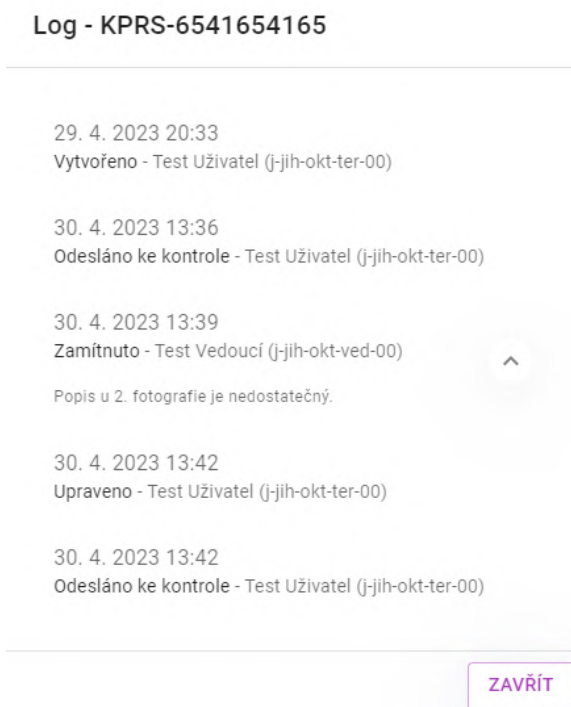 Log - KPRS-6541654165
29. 4. 2023 20:33
Vytvořeno - Test Uživatel (j-jih-okt-ter-00)
30. 4. 2023 13:36
Odesláno ke kontrole - Test Uživatel (j-jih-okt-ter-00)
30. 4. 2023 13:39
Zamítnuto - Test Vedoucí (j-jih-okt-ved-00)
Popis u 2. fotografie je nedostatečný.
30. 4. 2023 13:42
Upraveno - Test Uživatel (j-jih-okt-ter-00)
30. 4. 2023 13:42
Odesláno ke kontrole - Test Uživatel (j-jih-okt-ter-00)
ZAVŘÍT